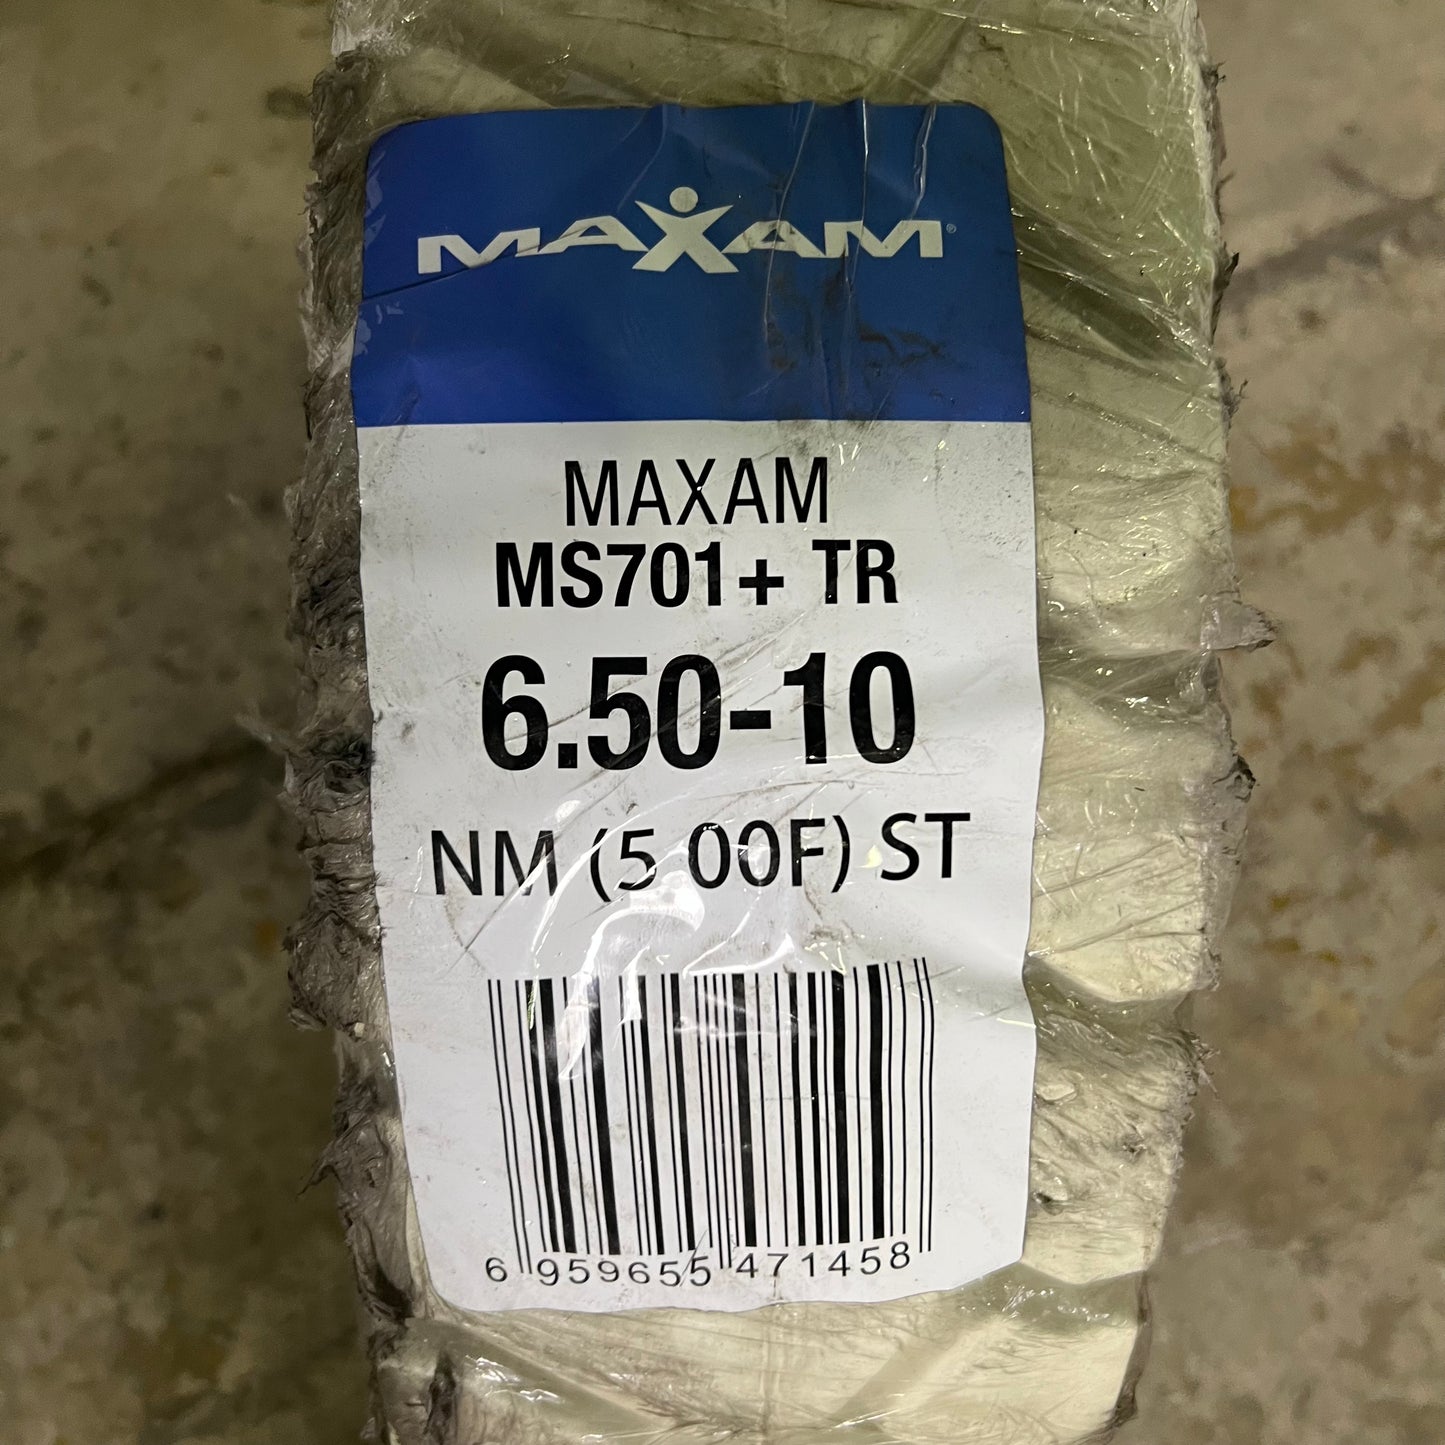 MAXAM®
MAXAM
MS701+ TR
6.50-10
NM (5 00F) ST
6 959655 471458